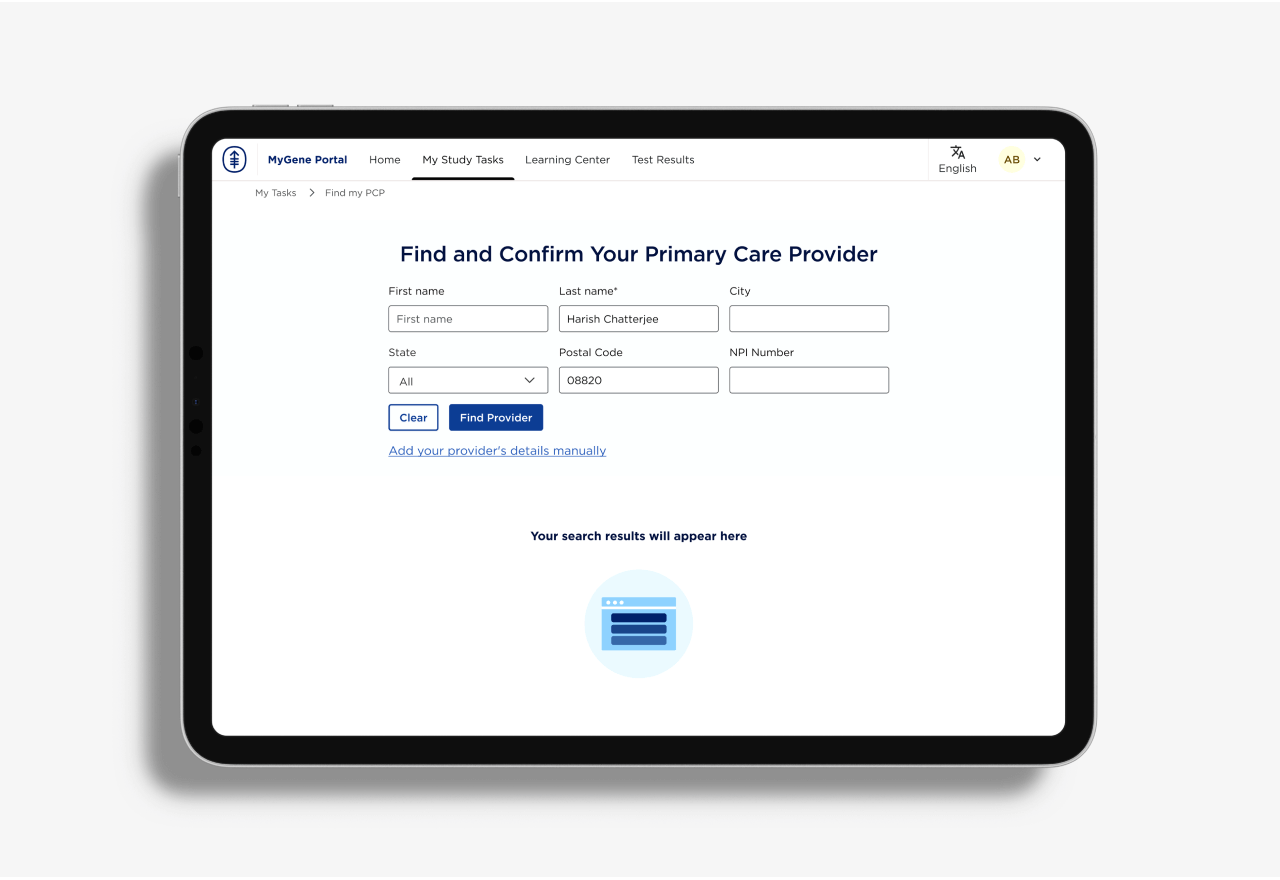 MyGene Portal Home My Study Tasks Learning Center Test Results English AB
My Tasks Find my PCP
Find and Confirm Your Primary Care Provider
First name Last name* City
First name Harish Chatterjee
State Postal Code NPI Number
All 08820
Clear Find Provider
Add your provider's details manually
Your search results will appear here